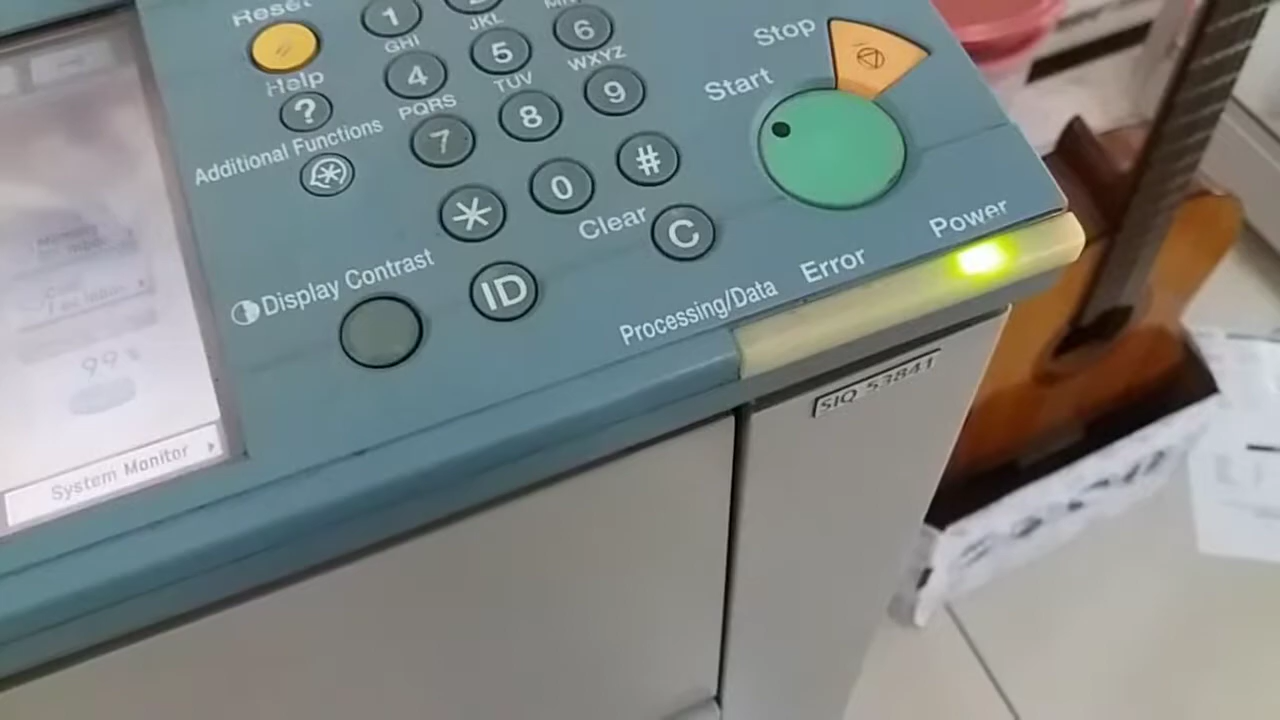 Reset
1
GHI
JKL
6
Help
?
4
5
WXYZ
Stop
Start
Additional Functions
PQRS
TUV
9
7
8
#
*
0
Clear
C
Display Contrast
ID
Processing/Data
Error
Power
SIQ 53841
99%
System Monitor